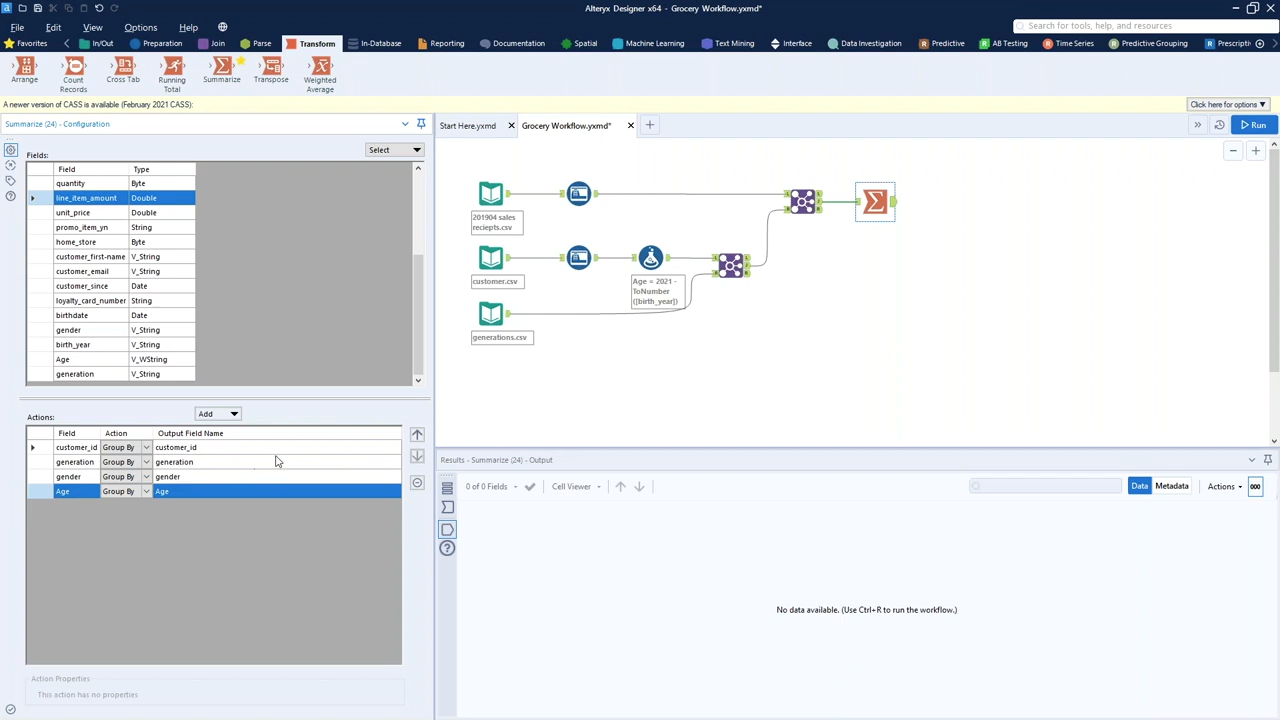 Alteryx Designer x64 - Grocery Workflow.yxmd*
File Edit View Options Help
Search for tools, help, and resources
Favorites In/Out Preparation Join Parse Transform In-Database Reporting Documentation Spatial Machine Learning Text Mining Interface Data Investigation Predictive AB Testing Time Series Predictive Grouping Prescripti
Arrange Count Records Cross Tab Running Total Summarize Transpose Weighted Average
A newer version of CASS is available (February 2021 CASS): Click here for options ▼
Summarize (24) - Configuration
Start Here.yxmd Grocery Workflow.yxmd* Run
Fields: Select
Field Type
quantity Byte
line_item_amount Double
unit_price Double
promo_item_yn String
home_store Byte
customer_first-name V_String
customer_email V_String
customer_since Date
loyalty_card_number String
birthdate Date
gender V_String
birth_year V_String
Age V_WString
generation V_String
Actions: Add
Field Action Output Field Name
customer_id Group By customer_id
generation Group By generation
gender Group By gender
Age Group By Age
Action Properties
This action has no properties
201904 sales
reciepts.csv
customer.csv
Age = 2021 -
ToNumber
([birth_year])
generations.csv
Results - Summarize (24) - Output
0 of 0 Fields Cell Viewer Data Metadata Actions 000
No data available. (Use Ctrl+R to run the workflow.)